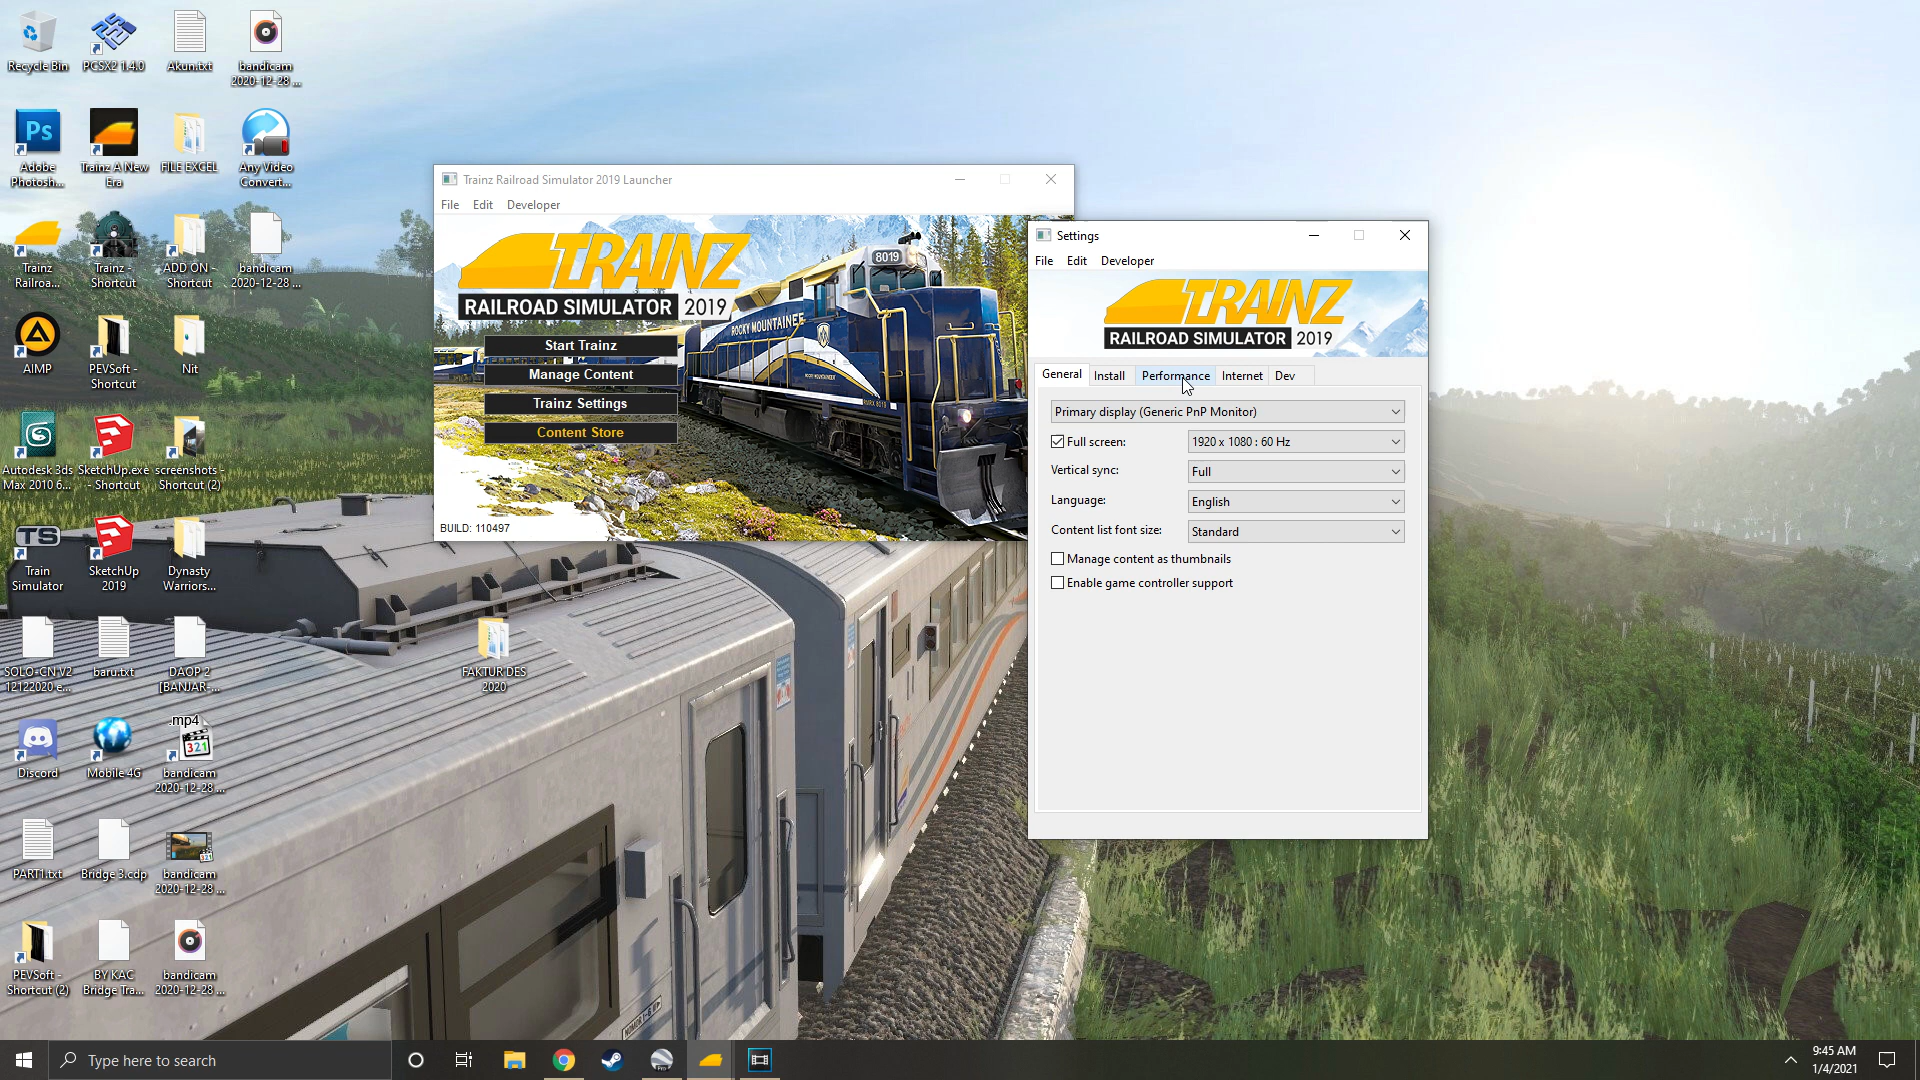 Recycle Bin
PCSX2 1.4.0
Akun.txt
bandicam
2020-12-28 ...
Ps
Adobe
Photosh...
Trainz A New
Era
FILE EXCEL
Any Video
Convert...
Trainz
Railroa...
Trainz -
Shortcut
ADD ON -
Shortcut
bandicam
2020-12-28 ...
AIMP
PEVSoft -
Shortcut
Nit
Autodesk 3ds
Max 2010 6...
SketchUp.exe
- Shortcut
screenshots -
Shortcut (2)
TS
Train
Simulator
SketchUp
2019
Dynasty
Warriors...
SOLO-CN V2
12122020 e...
baru.txt
DAOP 2
[BANJAR-...
FAKTUR DES
2020
Discord
Mobile 4G
.mp4
321
bandicam
2020-12-28 ...
PART1.txt
Bridge 3.cdp
bandicam
2020-12-28 ...
PEVSoft -
Shortcut (2)
BY KAC
Bridge Tra...
bandicam
2020-12-28 ...
Trainz Railroad Simulator 2019 Launcher
File Edit Developer
TRAINZ
RAILROAD SIMULATOR 2019
8019
ROCKY MOUNTAINEER
Start Trainz
Manage Content
Trainz Settings
Content Store
BUILD: 110497
Settings
File Edit Developer
TRAINZ
RAILROAD SIMULATOR 2019
General Install Performance Internet Dev
Primary display (Generic PnP Monitor)
Full screen: 1920 x 1080 : 60 Hz
Vertical sync: Full
Language: English
Content list font size: Standard
Manage content as thumbnails
Enable game controller support
Type here to search
9:45 AM
1/4/2021